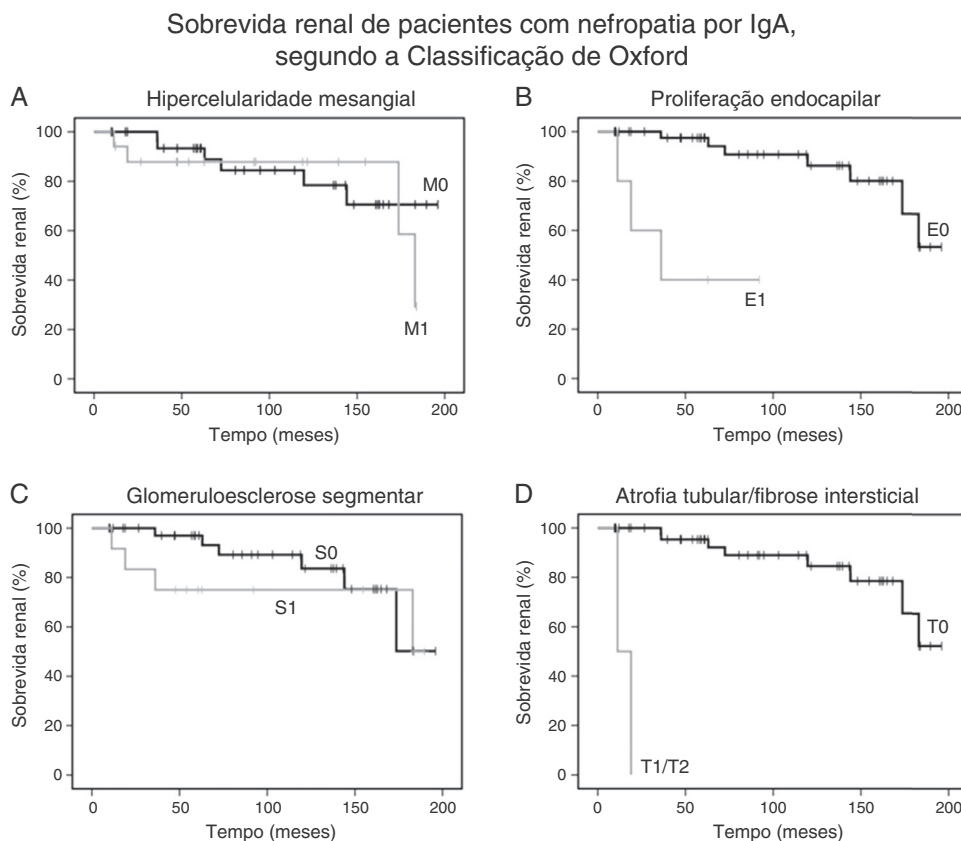 Sobrevida renal de pacientes com nefropatia por IgA,
segundo a Classificação de Oxford
A
Hipercelularidade mesangial
Sobrevida renal (%)
100
80
60
40
80
0
M0
M1
0
50
100
150
200
Tempo (meses)
B
Proliferação endocapilar
Sobrevida renal (%)
100
80
60
40
20
0
E0
E1
0
50
100
150
200
Tempo (meses)
C
Glomeruloesclerose segmentar
Sobrevida renal (%)
100
80
60
40
20
0
S0
S1
0
50
100
150
200
Tempo (meses)
D
Atrofia tubular/fibrose intersticial
Sobrevida renal (%)
100
80
60
40
20
0
T0
T1/T2
0
50
100
150
200
Tempo (meses)